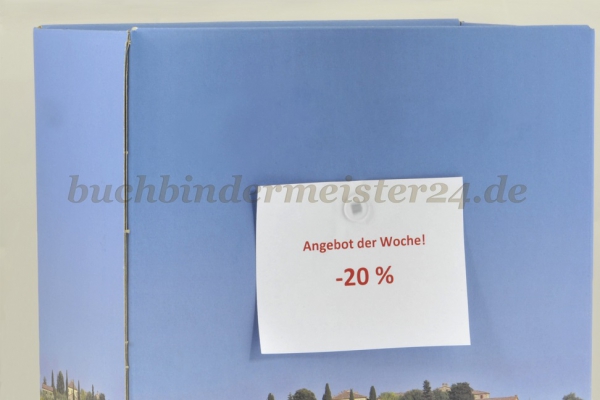 buchbindermeister24.de
Angebot der Woche!
-20 %